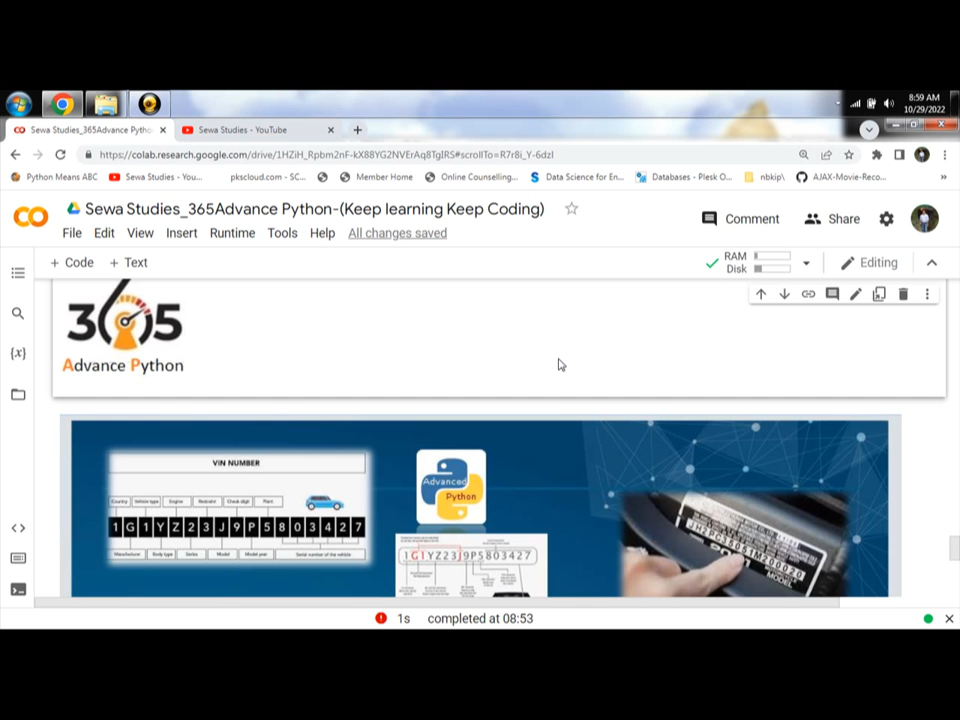 8:59 AM
10/29/2022
Sewa Studies_365Advance Pytho
Sewa Studies - YouTube
https://colab.research.google.com/drive/1HZiH_Rpbm2nF-kX88YG2NVErAq8TgIRS#scrollTo=R7r8i_Y-6dzl
Python Means ABC
Sewa Studies - You...
pkscloud.com - SC...
Member Home
Online Counselling...
Data Science for En...
Databases - Plesk O...
nbkip\
AJAX-Movie-Reco...
»
CO Sewa Studies_365Advance Python-(Keep learning Keep Coding)
File Edit View Insert Runtime Tools Help All changes saved
Comment
Share
+ Code + Text
RAM
Disk
Editing
{x}
365
Advance Python
VIN NUMBER
Country Vehicle type Engine Restraint Check digit Plant
1G1YZ23J9P5803427
Manufacturer Body type Series Model Model year Serial number of the vehicle
Advanced
Python
1G1YZ23J9P5803427
MODEL
1s completed at 08:53